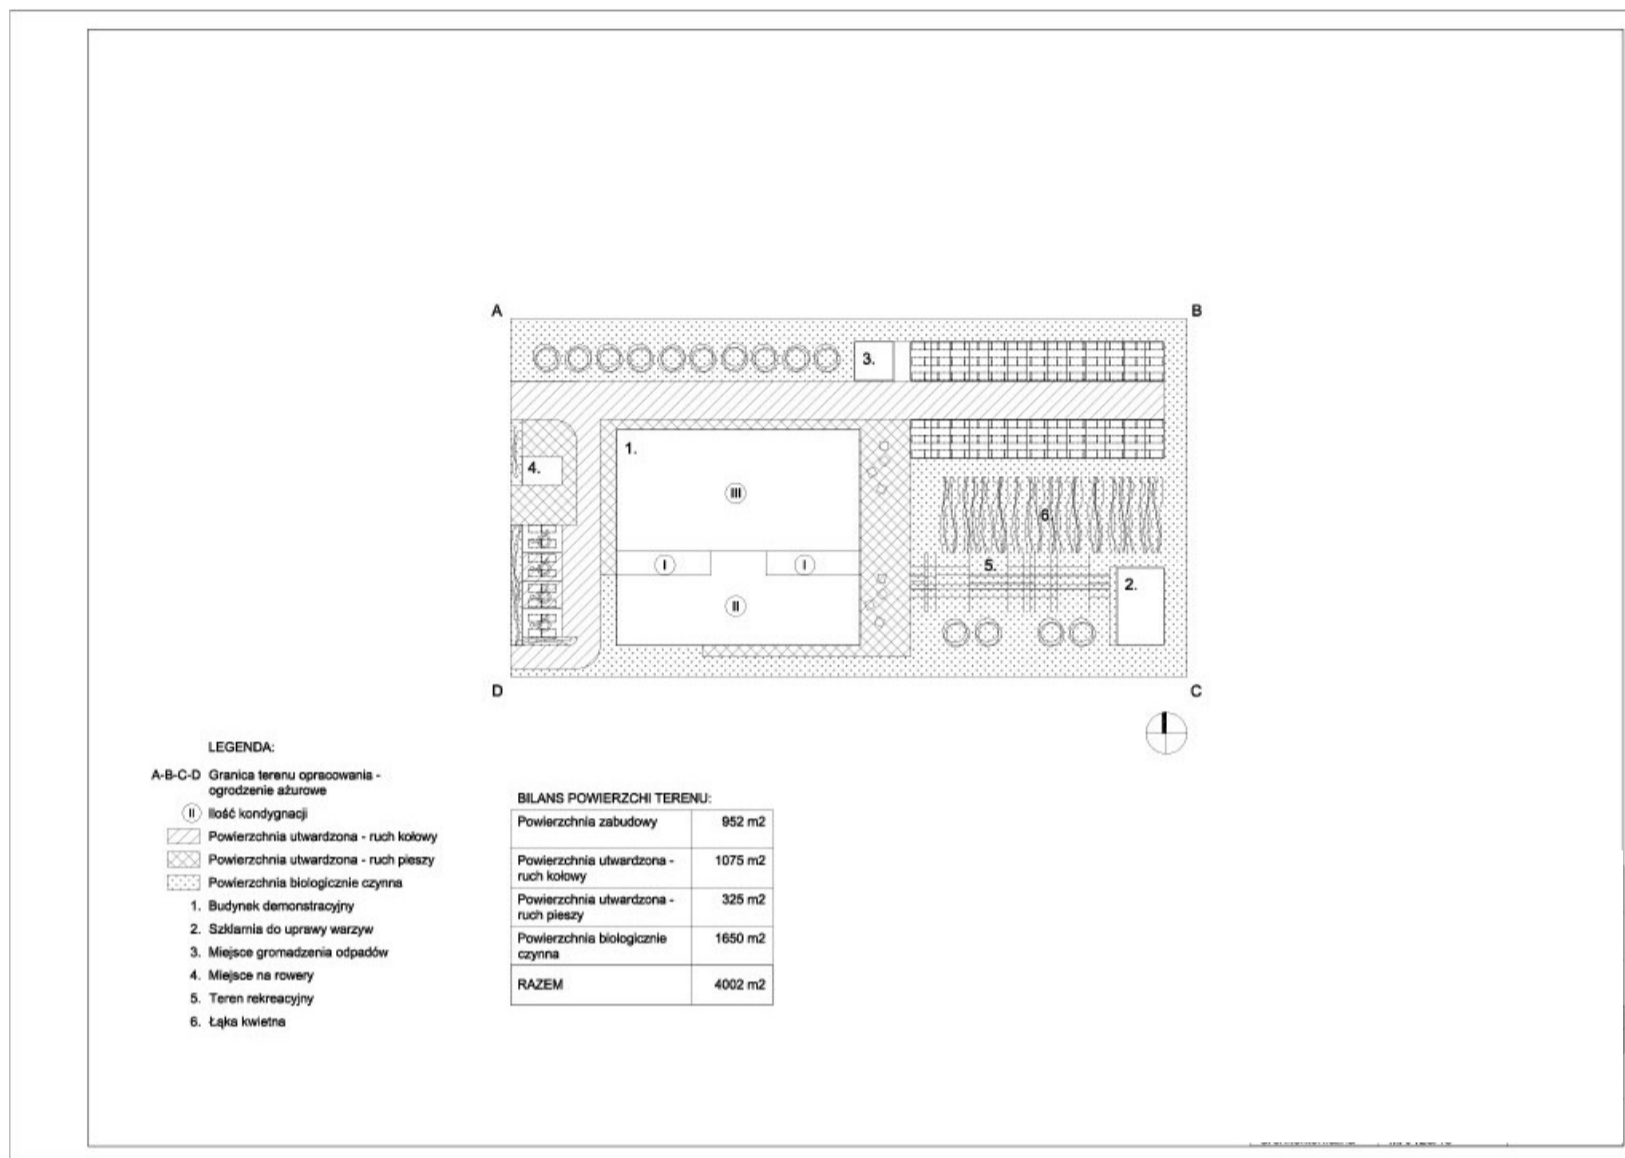 A
B
3.
1.
4.
III
6.
I
I
5.
2.
II
D
C
LEGENDA:
A-B-C-D Granica terenu opracowania -
ogrodzenie ażurowe
II Ilość kondygnacji
Powierzchnia utwardzona - ruch kołowy
Powierzchnia utwardzona - ruch pieszy
Powierzchnia biologicznie czynna
1. Budynek demonstracyjny
2. Szklarnia do uprawy warzyw
3. Miejsce gromadzenia odpadów
4. Miejsce na rowery
5. Teren rekreacyjny
6. Łąka kwietna
BILANS POWIERZCHI TERENU:
Powierzchnia zabudowy 952 m2
Powierzchnia utwardzona - 1075 m2
ruch kołowy
Powierzchnia utwardzona - 325 m2
ruch pieszy
Powierzchnia biologicznie 1650 m2
czynna
RAZEM 4002 m2